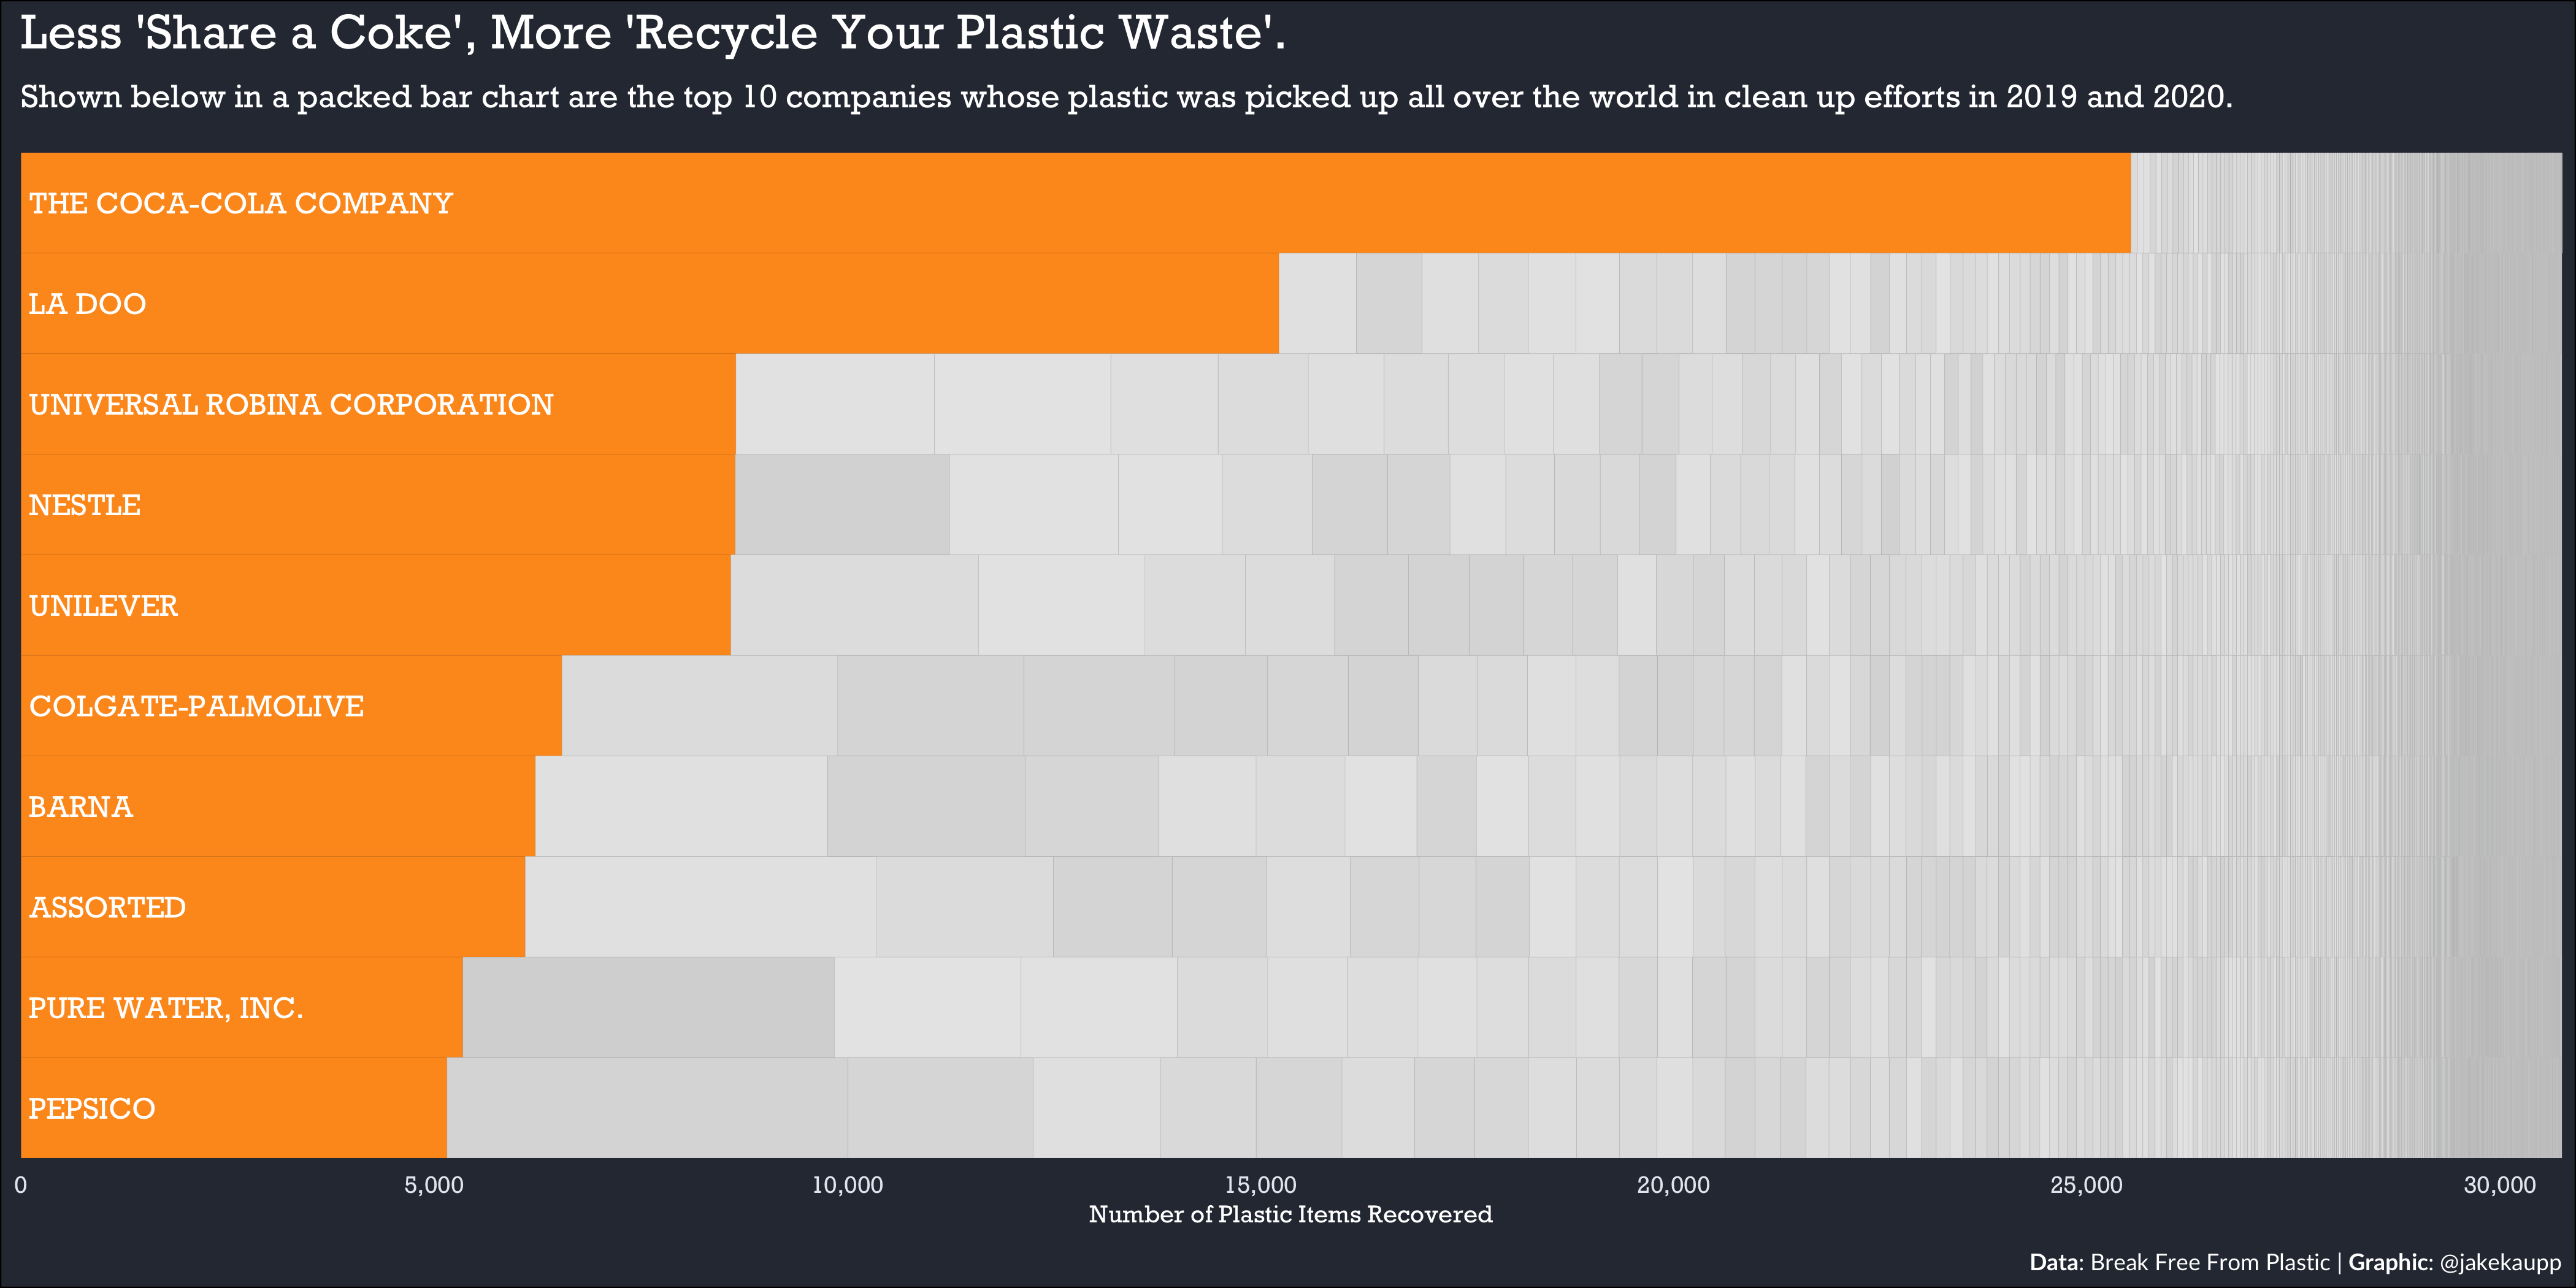 Less 'Share a Coke', More 'Recycle Your Plastic Waste'.
Shown below in a packed bar chart are the top 10 companies whose plastic was picked up all over the world in clean up efforts in 2019 and 2020.
THE COCA-COLA COMPANY
LA DOO
UNIVERSAL ROBINA CORPORATION
NESTLE
UNILEVER
COLGATE-PALMOLIVE
BARNA
ASSORTED
PURE WATER, INC.
PEPSICO
0 5,000 10,000 15,000 20,000 25,000 30,000
Number of Plastic Items Recovered
Data: Break Free From Plastic | Graphic: @jakekaupp